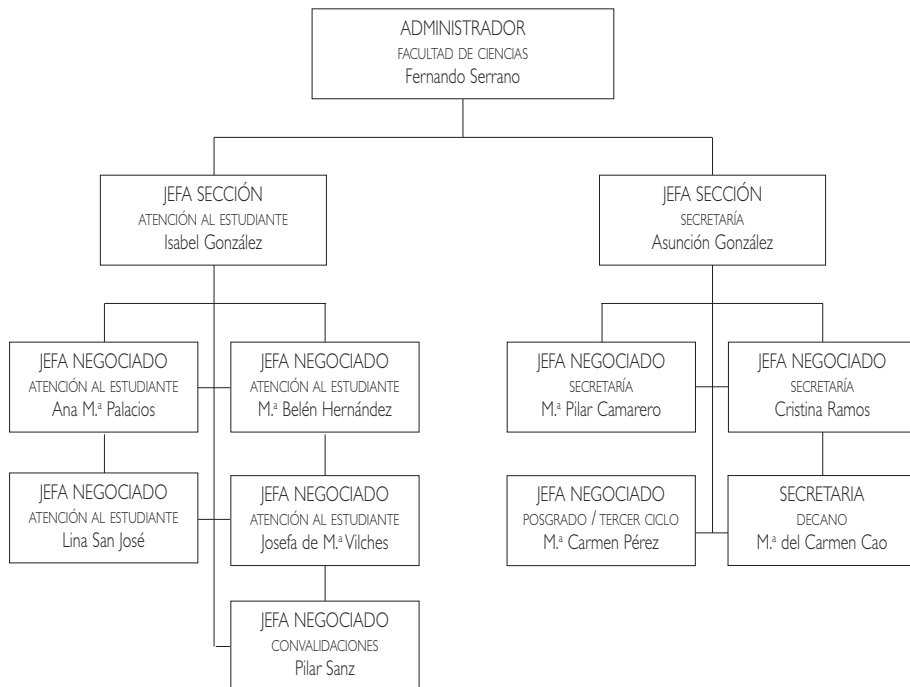 ADMINISTRADOR
FACULTAD DE CIENCIAS
Fernando Serrano
JEFA SECCIÓN
ATENCIÓN AL ESTUDIANTE
Isabel González
JEFA SECCIÓN
SECRETARÍA
Asunción González
JEFA NEGOCIADO
ATENCIÓN AL ESTUDIANTE
Ana M.ª Palacios
JEFA NEGOCIADO
ATENCIÓN AL ESTUDIANTE
M.ª Belén Hernández
JEFA NEGOCIADO
SECRETARÍA
M.ª Pilar Camarero
JEFA NEGOCIADO
SECRETARÍA
Cristina Ramos
JEFA NEGOCIADO
ATENCIÓN AL ESTUDIANTE
Lina San José
JEFA NEGOCIADO
ATENCIÓN AL ESTUDIANTE
Josefa de M.ª Vilches
JEFA NEGOCIADO
POSGRADO / TERCER CICLO
M.ª Carmen Pérez
SECRETARIA
DECANO
M.ª del Carmen Cao
JEFA NEGOCIADO
CONVALIDACIONES
Pilar Sanz